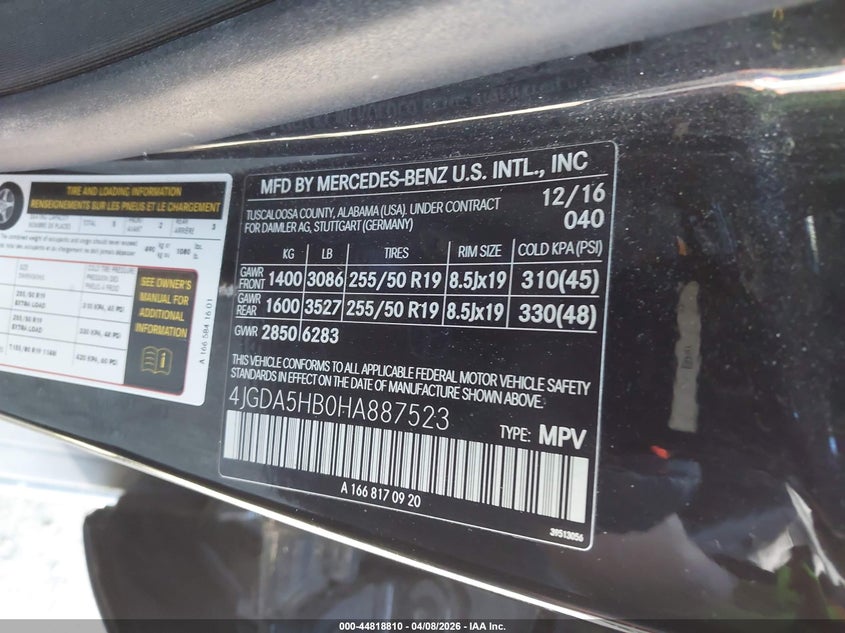 TIRE AND LOADING INFORMATION
RENSEIGNEMENTS SUR LES PNEUS ET LE CHARGEMENT
SEE OWNER'S
MANUAL FOR
ADDITIONAL
INFORMATION
A 166 584 16 01
MFD BY MERCEDES-BENZ U.S. INTL., INC
TUSCALOOSA COUNTY, ALABAMA (USA). UNDER CONTRACT
FOR DAIMLER AG, STUTTGART (GERMANY)
12/16
040
KG LB TIRES RIM SIZE COLD KPA(PSI)
GAWR FRONT 1400 3086 255/50 R19 8.5Jx19 310(45)
GAWR REAR 1600 3527 255/50 R19 8.5Jx19 330(48)
GVWR 2850 6283
THIS VEHICLE CONFORMS TO ALL APPLICABLE FEDERAL MOTOR VEHICLE SAFETY
STANDARDS IN EFFECT ON THE DATE OF MANUFACTURE SHOWN ABOVE.
4JGDA5HB0HA887523
TYPE: MPV
A 166 817 09 20
39513056
000-44818810 - 04/08/2026 - IAA Inc.